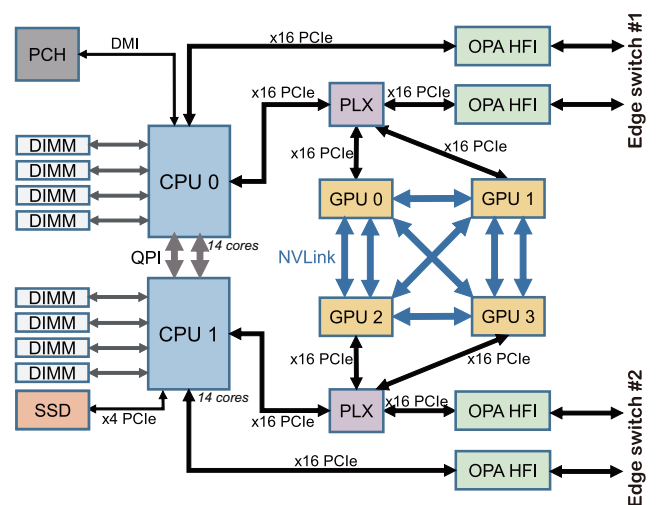 PCH
DMI
x16 PCIe
OPA HFI
Edge switch #1
x16 PCIe
PLX
x16 PCIe
OPA HFI
DIMM
DIMM
DIMM
DIMM
CPU 0
14 cores
x16 PCIe
x16 PCIe
GPU 0
GPU 1
QPI
NVLink
DIMM
DIMM
DIMM
DIMM
CPU 1
14 cores
GPU 2
GPU 3
x16 PCIe
x16 PCIe
SSD
x4 PCIe
x16 PCIe
PLX
x16 PCIe
OPA HFI
Edge switch #2
x16 PCIe
OPA HFI